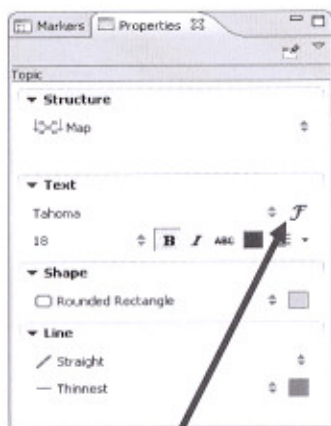 Markers Properties
Topic
Structure
Map
Text
Tahoma F
18 B I ABC
Shape
Rounded Rectangle
Line
Straight
Thinnest